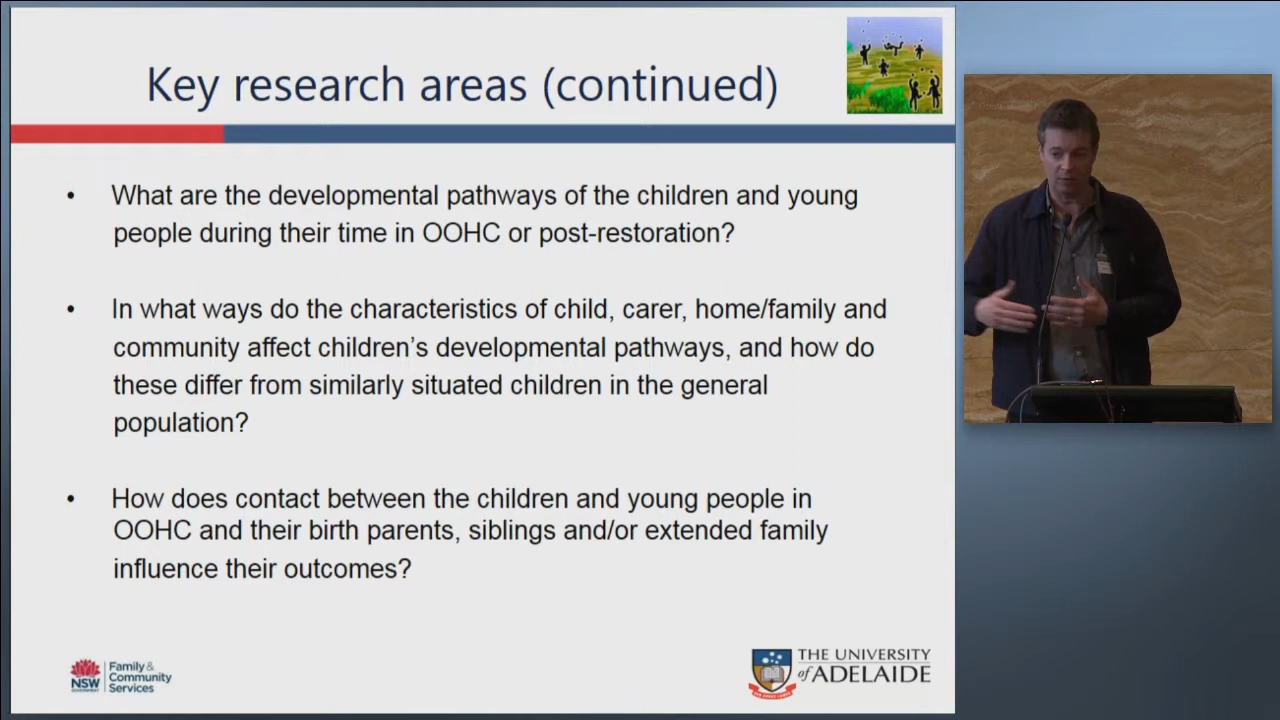 Key research areas (continued)
• What are the developmental pathways of the children and young
people during their time in OOHC or post-restoration?
• In what ways do the characteristics of child, carer, home/family and
community affect children’s developmental pathways, and how do
these differ from similarly situated children in the general
population?
• How does contact between the children and young people in
OOHC and their birth parents, siblings and/or extended family
influence their outcomes?
NSW
GOVERNMENT
Family &
Community
Services
THE UNIVERSITY
of ADELAIDE